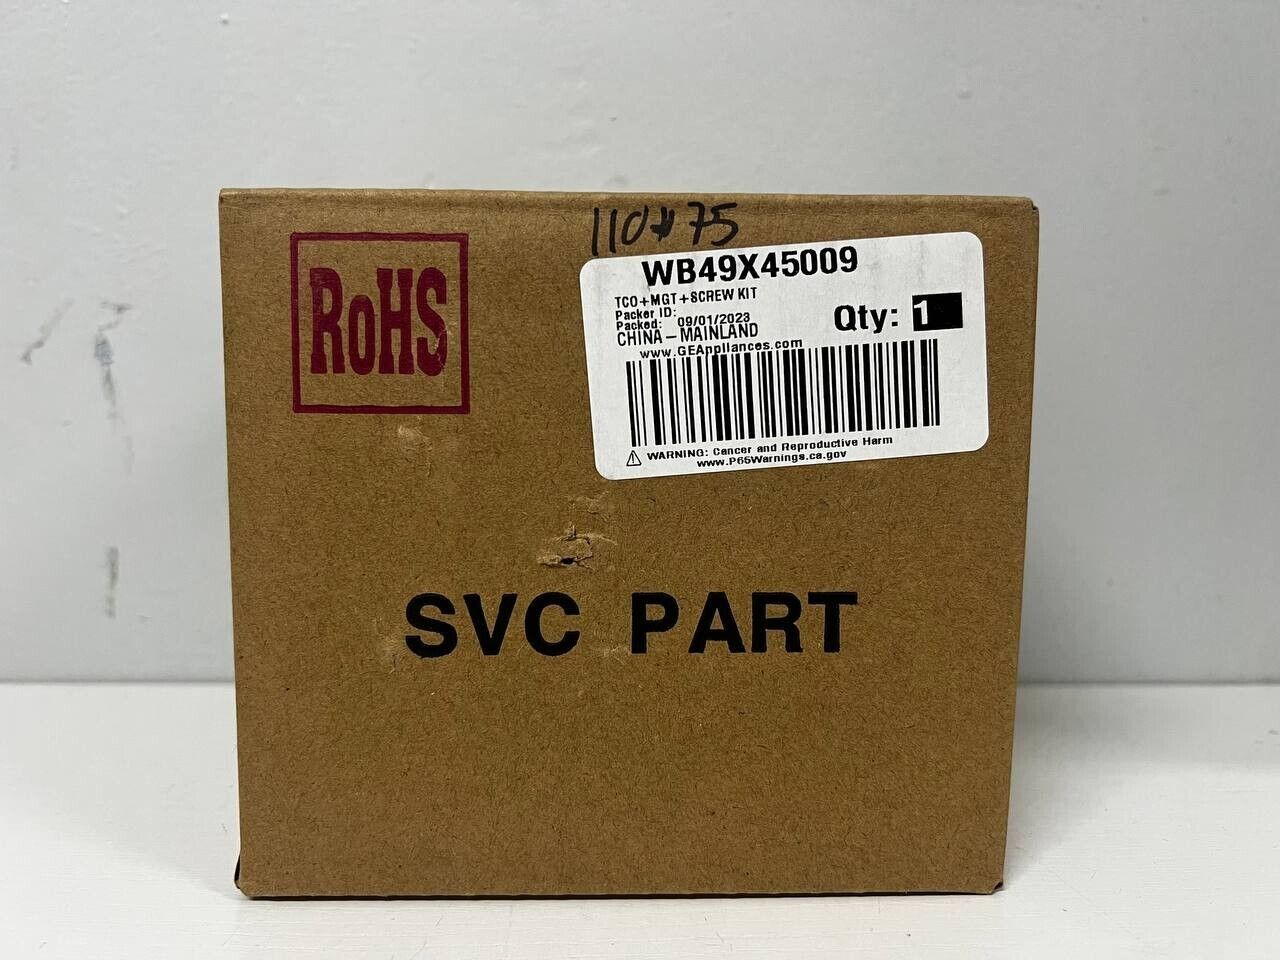 110#75
RoHS
WB49X45009
TCO+MGT+SCREW KIT
Packer ID:
Packed: 09/01/2023
Qty: 1
CHINA - MAINLAND
www.GEAppliances.com
⚠ WARNING: Cancer and Reproductive Harm
www.P65Warnings.ca.gov
SVC PART